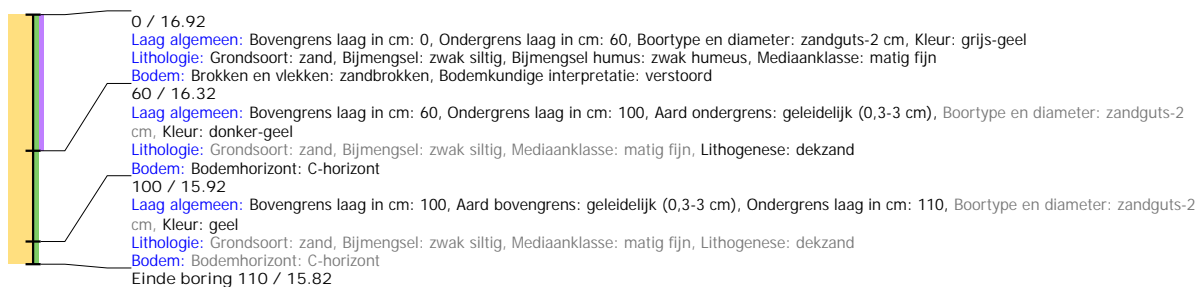 0 / 16.92
Laag algemeen: Bovengrens laag in cm: 0, Ondergrens laag in cm: 60, Boortype en diameter: zandguts-2 cm, Kleur: grijs-geel
Lithologie: Grondsoort: zand, Bijmengsel: zwak siltig, Bijmengsel humus: zwak humeus, Mediaanklasse: matig fijn
Bodem: Brokken en vlekken: zandbrokken, Bodemkundige interpretatie: verstoord
60 / 16.32
Laag algemeen: Bovengrens laag in cm: 60, Ondergrens laag in cm: 100, Aard ondergrens: geleidelijk (0,3-3 cm), Boortype en diameter: zandguts-2
cm, Kleur: donker-geel
Lithologie: Grondsoort: zand, Bijmengsel: zwak siltig, Mediaanklasse: matig fijn, Lithogenese: dekzand
Bodem: Bodemhorizont: C-horizont
100 / 15.92
Laag algemeen: Bovengrens laag in cm: 100, Aard bovengrens: geleidelijk (0,3-3 cm), Ondergrens laag in cm: 110, Boortype en diameter: zandguts-2
cm, Kleur: geel
Lithologie: Grondsoort: zand, Bijmengsel: zwak siltig, Mediaanklasse: matig fijn, Lithogenese: dekzand
Bodem: Bodemhorizont: C-horizont
Einde boring 110 / 15.82